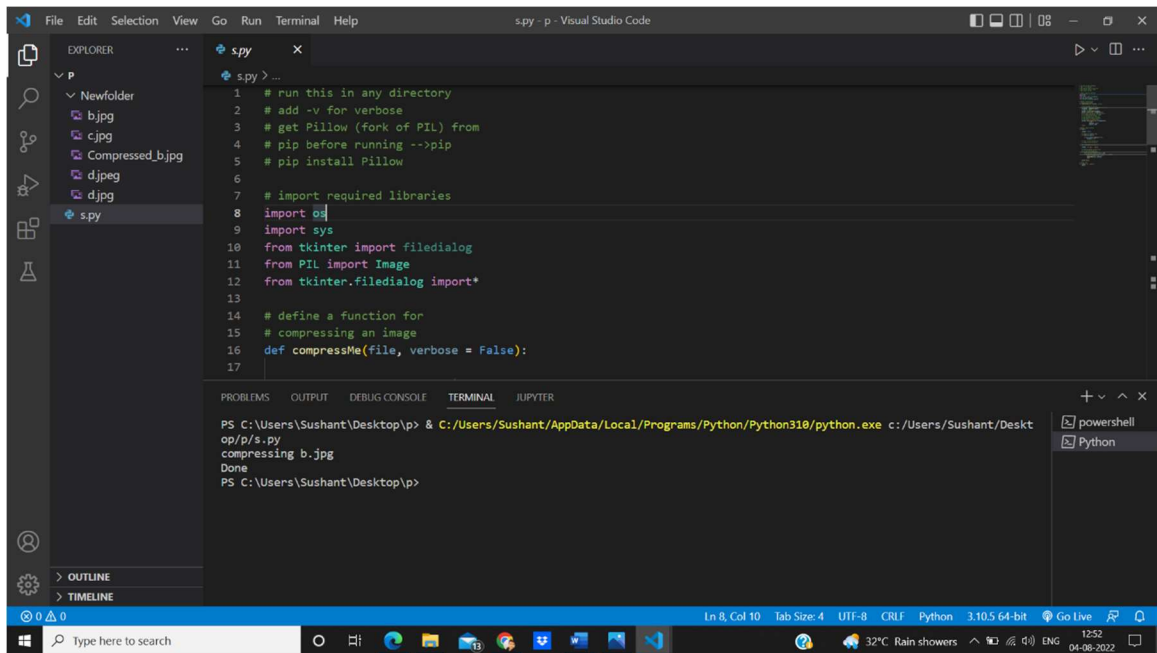 File Edit Selection View Go Run Terminal Help
s.py - p - Visual Studio Code
EXPLORER
P
Newfolder
b.jpg
c.jpg
Compressed_b.jpg
d.jpeg
d.jpg
s.py
OUTLINE
TIMELINE
s.py
s.py > ...
1 # run this in any directory
2 # add -v for verbose
3 # get Pillow (fork of PIL) from
4 # pip before running -->pip
5 # pip install Pillow
6
7 # import required libraries
8 import os
9 import sys
10 from tkinter import filedialog
11 from PIL import Image
12 from tkinter.filedialog import*
13
14 # define a function for
15 # compressing an image
16 def compressMe(file, verbose = False):
17
PROBLEMS OUTPUT DEBUG CONSOLE TERMINAL JUPYTER
PS C:\Users\Sushant\Desktop\p> & C:/Users/Sushant/AppData/Local/Programs/Python/Python310/python.exe c:/Users/Sushant/Deskt
op/p/s.py
compressing b.jpg
Done
PS C:\Users\Sushant\Desktop\p>
powershell
Python
0 0 Ln 8, Col 10 Tab Size: 4 UTF-8 CRLF Python 3.10.5 64-bit Go Live
Type here to search
13
32°C Rain showers
ENG
12:52
04-08-2022